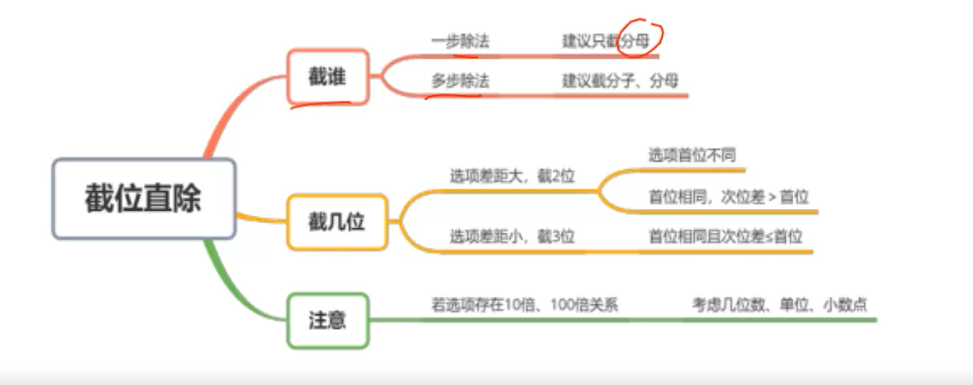 截位直除
截谁
一步除法 建议只截分母
多步除法 建议截分子、分母
截几位
选项差距大，截2位
选项首位不同
首位相同，次位差＞首位
选项差距小，截3位 首位相同且次位差≤首位
注意
若选项存在10倍、100倍关系 考虑几位数、单位、小数点